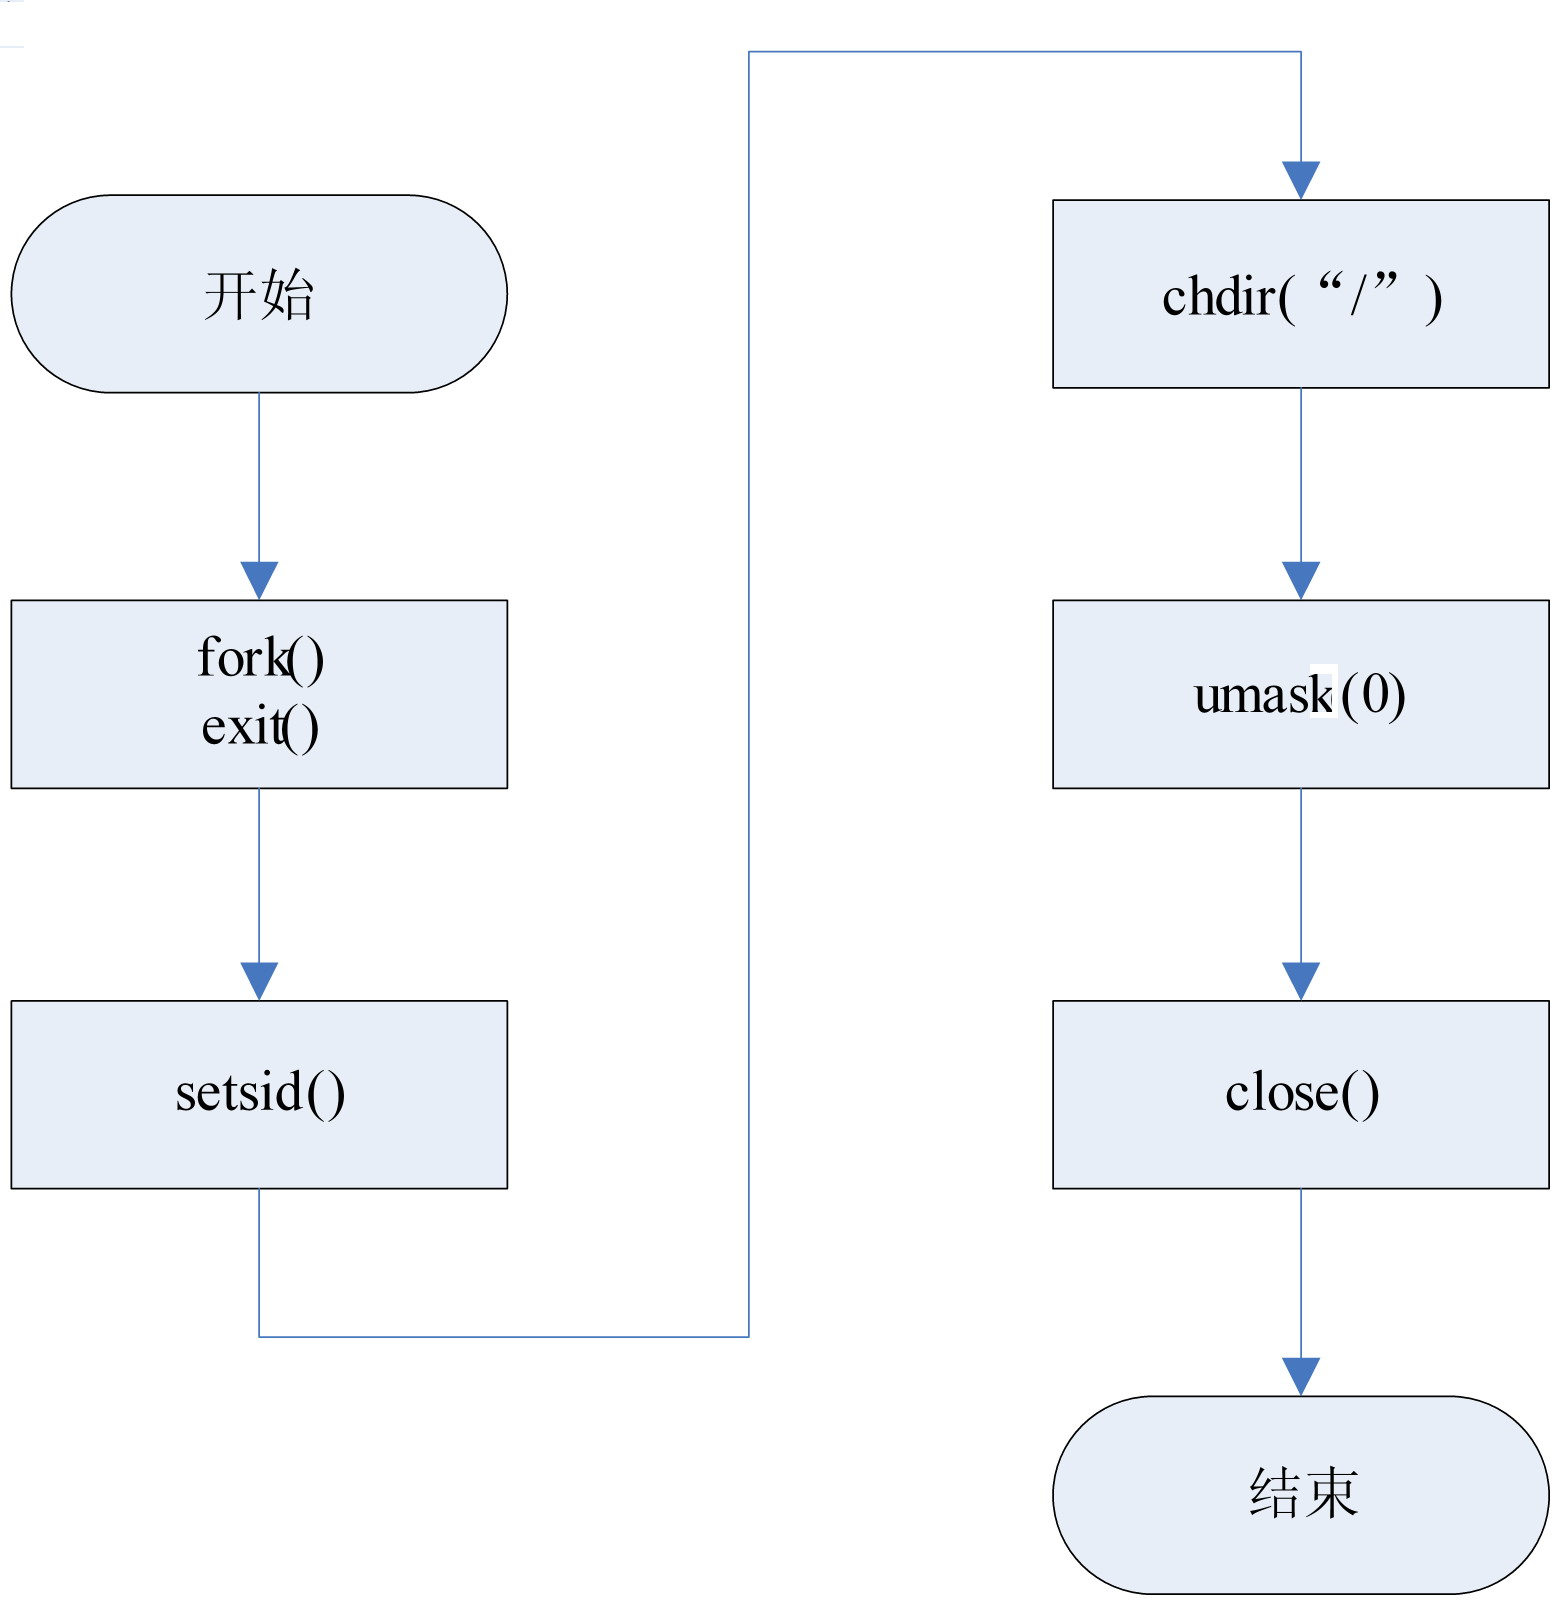 开始
fork()
exit()
setsid()
chdir(“/”)
umask(0)
close()
结束